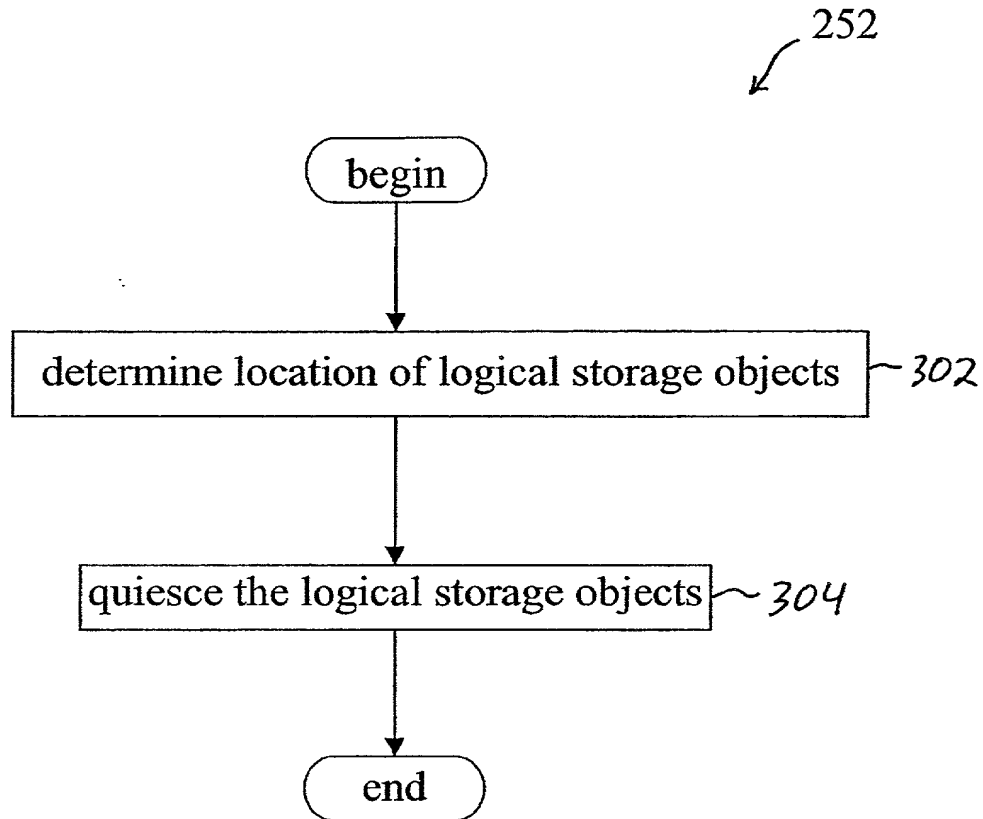 252
begin
determine location of logical storage objects
302
quiesce the logical storage objects
304
end